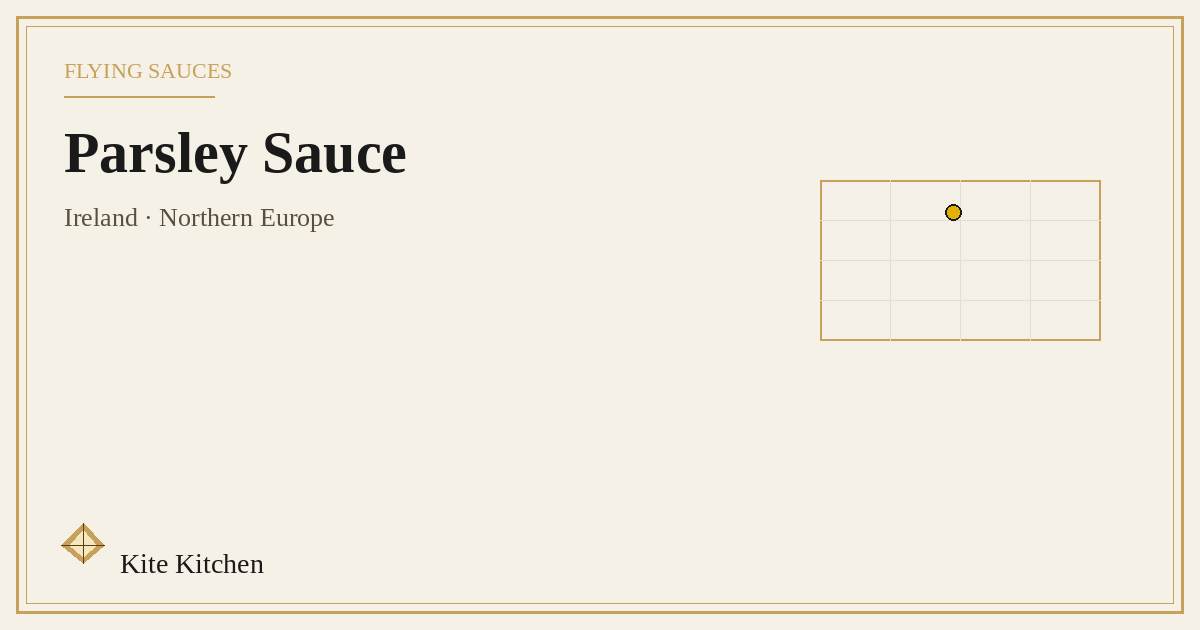 FLYING SAUCES
Parsley Sauce
Ireland · Northern Europe
Kite Kitchen